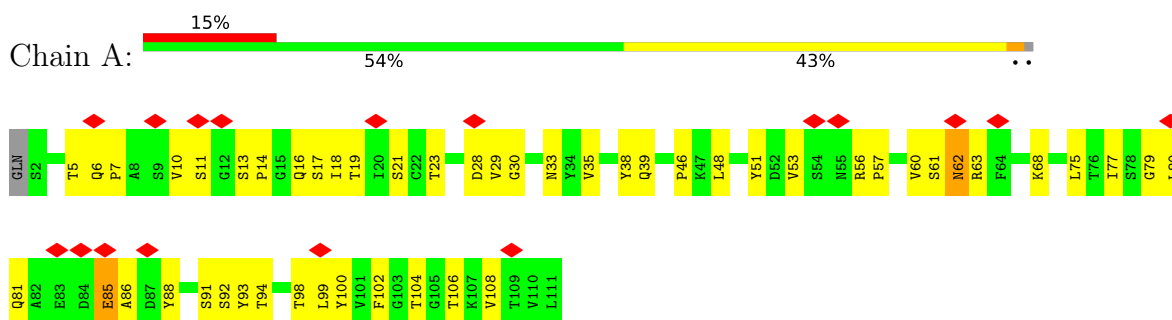 15%
Chain A:
54% 43% • •
GLN S2 T5 Q6 P7 A8 S9 V10 S11 G12 S13 P14 G15 Q16 S17 I18 T19 I20 S21 C22 T23 D28 V29 G30 N33 Y34 V35 Y38 Q39 P46 K47 L48 Y51 D52 V53 S54 N55 R56 P57 V60 S61 N62 R63 F64 K68 L75 T76 I77 S78 G79
Q81 A82 E83 D84 E85 A86 D87 Y88 S91 S92 Y93 T94 T98 L99 Y100 V101 F102 G103 T104 G105 T106 K107 V108 T109 V110 L111